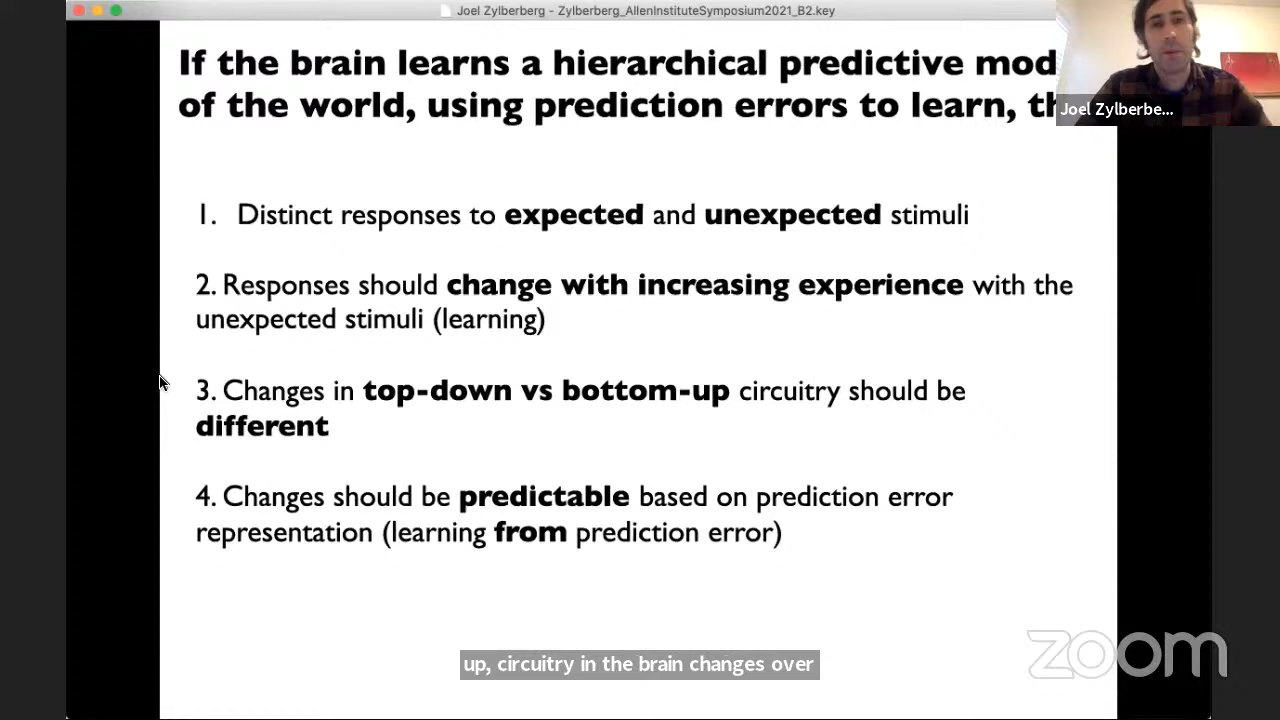 Joel Zylberberg - Zylberberg_AllenInstituteSymposium2021_B2.key
If the brain learns a hierarchical predictive mod
of the world, using prediction errors to learn, th
Joel Zylberbe...
1. Distinct responses to expected and unexpected stimuli
2. Responses should change with increasing experience with the
unexpected stimuli (learning)
3. Changes in top-down vs bottom-up circuitry should be
different
4. Changes should be predictable based on prediction error
representation (learning from prediction error)
up, circuitry in the brain changes over
zoom